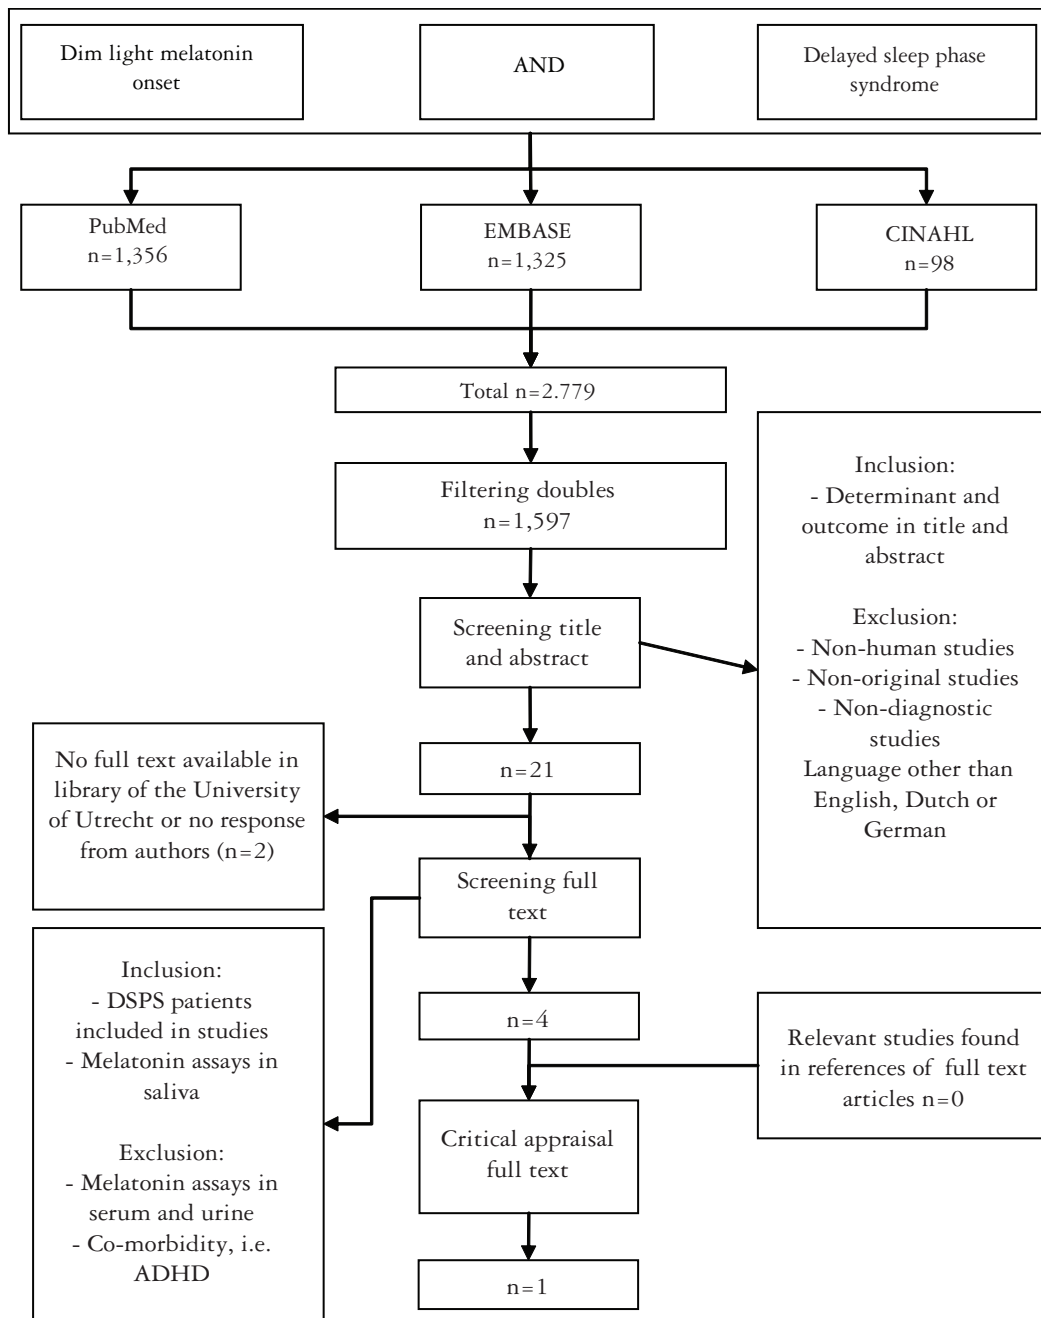 Dim light melatonin
onset
AND
Delayed sleep phase
syndrome
PubMed
n=1,356
EMBASE
n=1,325
CINAHL
n=98
Total n=2.779
Filtering doubles
n=1,597
Inclusion:
- Determinant and
outcome in title and
abstract
Exclusion:
- Non-human studies
- Non-original studies
- Non-diagnostic
studies
Language other than
English, Dutch or
German
Screening title
and abstract
n=21
No full text available in
library of the University
of Utrecht or no response
from authors (n=2)
Screening full
text
Inclusion:
- DSPS patients
included in studies
- Melatonin assays in
saliva
Exclusion:
- Melatonin assays in
serum and urine
- Co-morbidity, i.e.
ADHD
n=4
Relevant studies found
in references of full text
articles n=0
Critical appraisal
full text
n=1